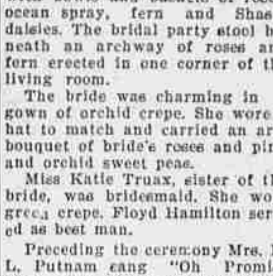 ocean spray, fern and Shas
daisies. The bridal party stool b
neath an archway of roses a
fern erected in one corner of t
living room.
The bride was charming in
gown of orchid crepe. She wore
hat to match and carried an ar
bouquet of bride's roses and pin
and orchid sweet peas.
Miss Katie Truax, sister of t
bride, was bridesmaid. She wo
green crepe. Floyd Hamilton ser
ed as best man.
Preceding the ceremony Mrs.
L. Putnam sang "Oh Promi